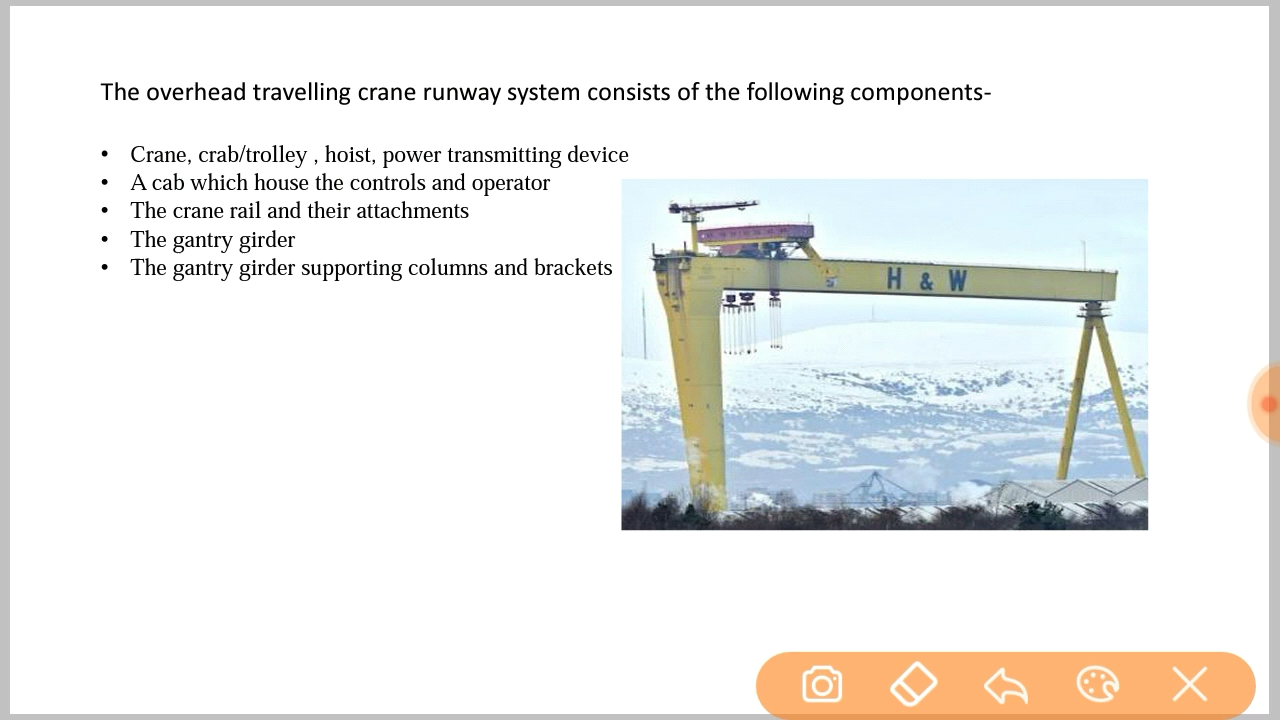 The overhead travelling crane runway system consists of the following components-
• Crane, crab/trolley , hoist, power transmitting device
• A cab which house the controls and operator
• The crane rail and their attachments
• The gantry girder
• The gantry girder supporting columns and brackets
H & W